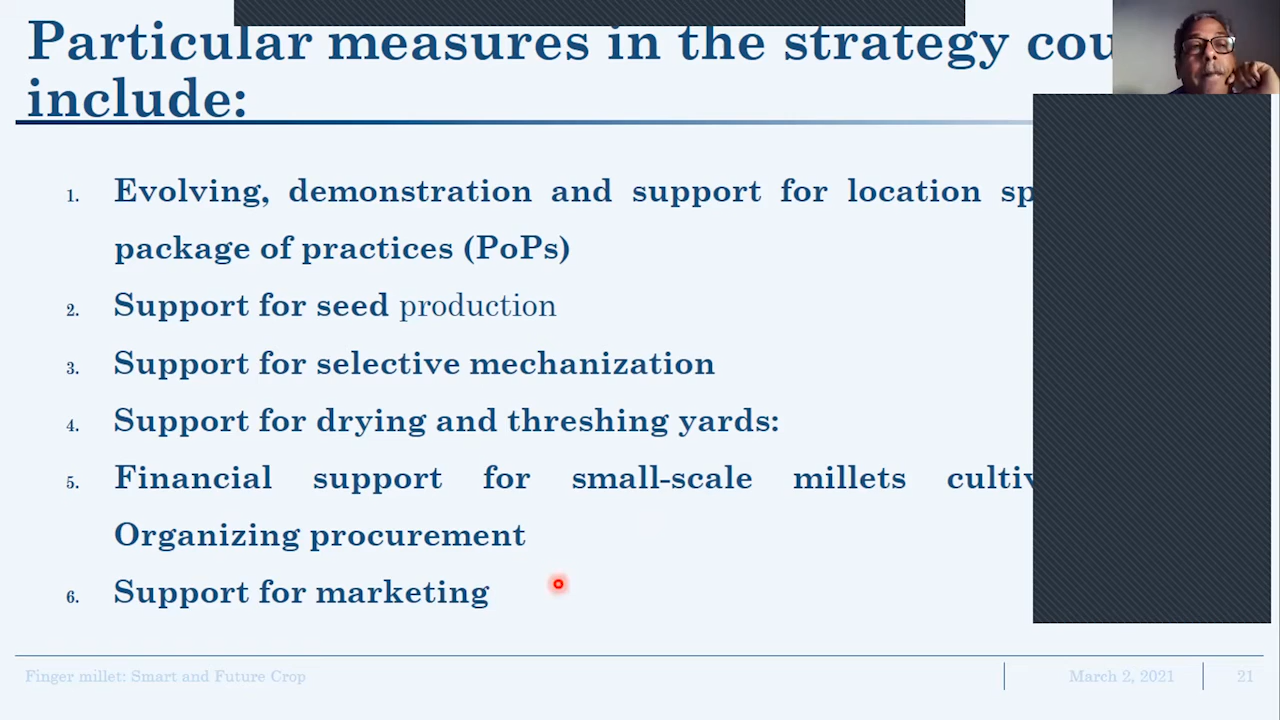 Particular measures in the strategy
include:
1. Evolving, demonstration and support for location
package of practices (PoPs)
2. Support for seed production
3. Support for selective mechanization
4. Support for drying and threshing yards:
5. Financial support for small-scale millets
Organizing procurement
6. Support for marketing
Finger millet: Smart and Future Crop
March 2, 2021
21